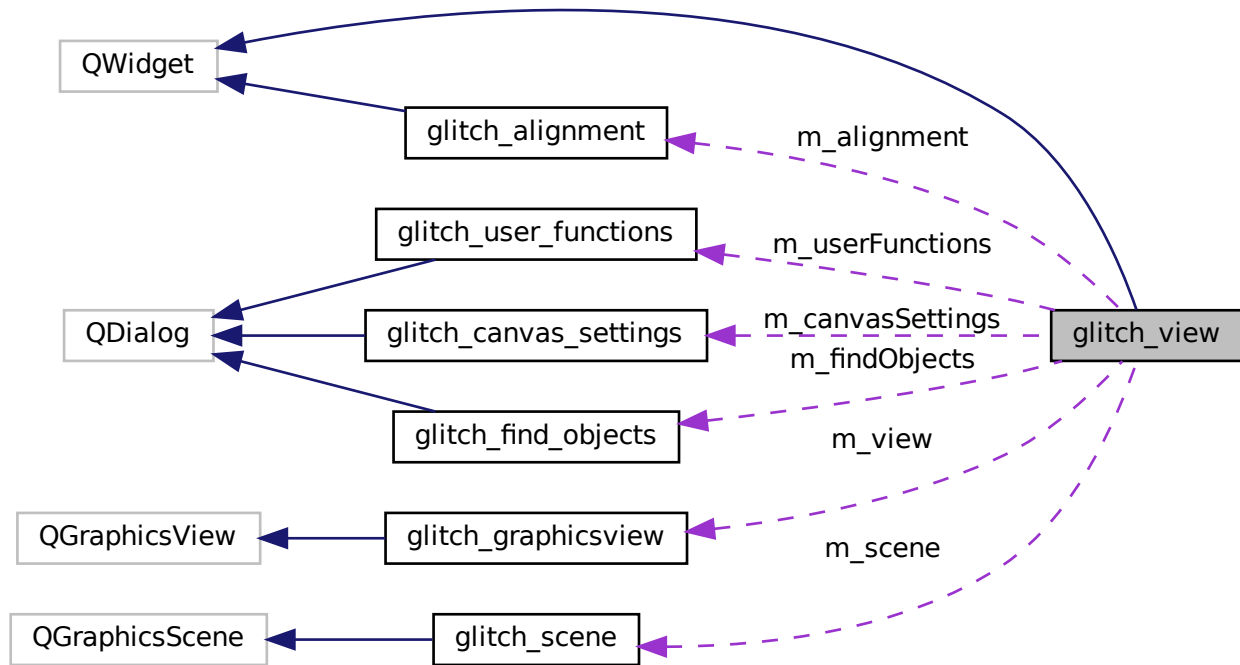 QWidget
glitch_alignment
m_alignment
glitch_user_functions
m_userFunctions
QDialog
glitch_canvas_settings
m_canvasSettings
glitch_view
m_findObjects
glitch_find_objects
m_view
QGraphicsView
glitch_graphicsview
m_scene
QGraphicsScene
glitch_scene